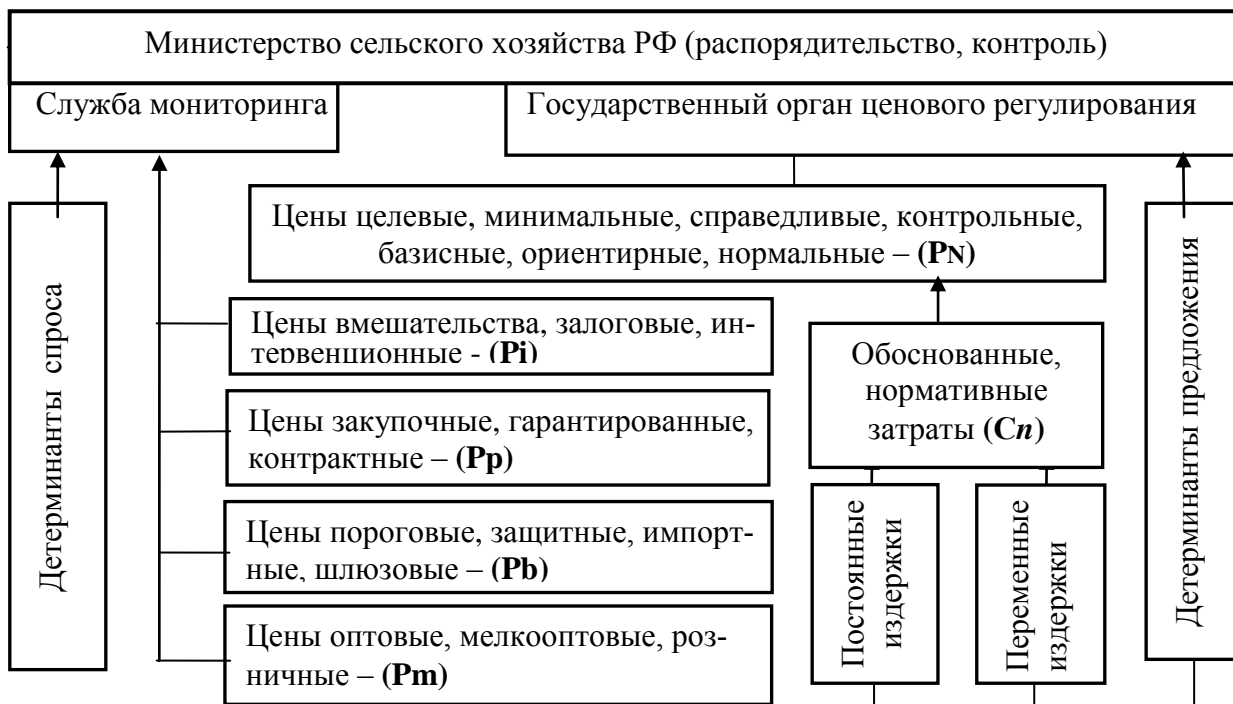 Министерство сельского хозяйства РФ (распорядительство, контроль)
Служба мониторинга
Государственный орган ценового регулирования
Цены целевые, минимальные, справедливые, контрольные,
базисные, ориентирные, нормальные – (PN)
Детерминанты спроса
Цены вмешательства, залоговые, ин-
тервенционные - (Pi)
Цены закупочные, гарантированные,
контрактные – (Pp)
Цены пороговые, защитные, импорт-
ные, шлюзовые – (Pb)
Цены оптовые, мелкооптовые, роз-
ничные – (Pm)
Обоснованные,
нормативные
затраты (Cn)
Постоянные
издержки
Переменные
издержки
Детерминанты предложения